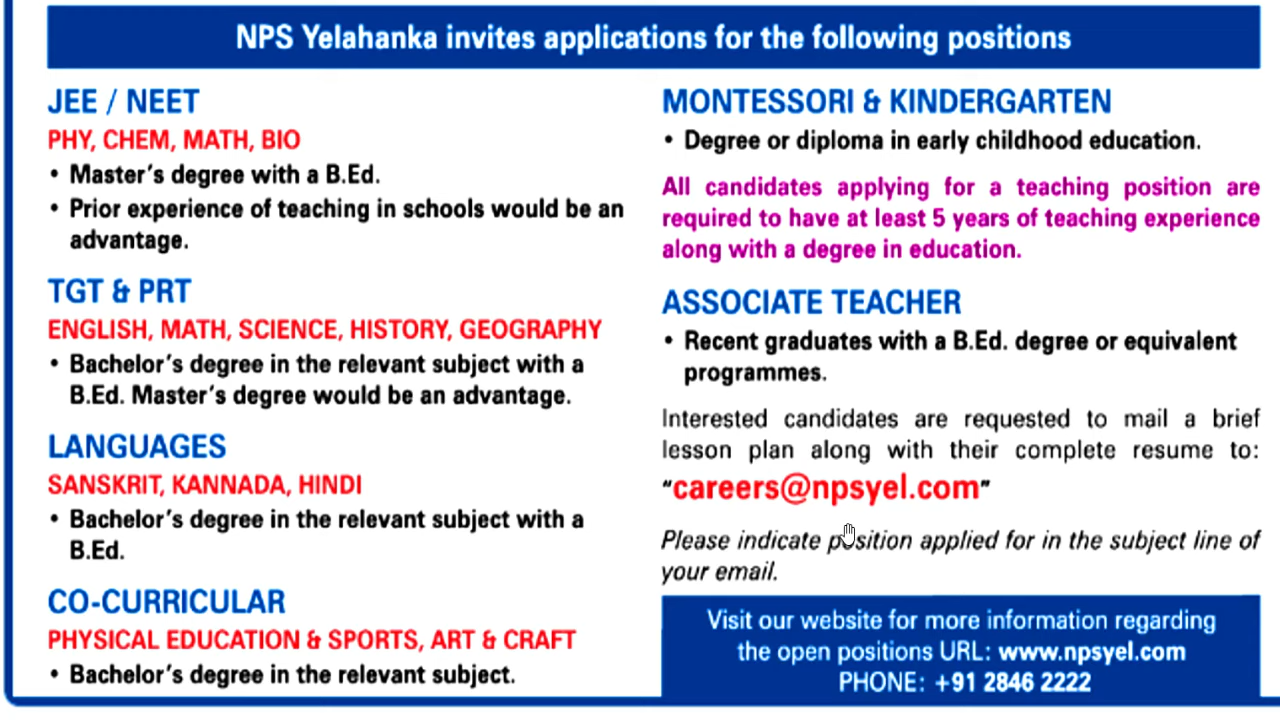 NPS Yelahanka invites applications for the following positions
JEE / NEET
PHY, CHEM, MATH, BIO
• Master's degree with a B.Ed.
• Prior experience of teaching in schools would be an
advantage.
TGT & PRT
ENGLISH, MATH, SCIENCE, HISTORY, GEOGRAPHY
• Bachelor's degree in the relevant subject with a
B.Ed. Master's degree would be an advantage.
LANGUAGES
SANSKRIT, KANNADA, HINDI
• Bachelor's degree in the relevant subject with a
B.Ed.
CO-CURRICULAR
PHYSICAL EDUCATION & SPORTS, ART & CRAFT
• Bachelor's degree in the relevant subject.
MONTESSORI & KINDERGARTEN
• Degree or diploma in early childhood education.
All candidates applying for a teaching position are
required to have at least 5 years of teaching experience
along with a degree in education.
ASSOCIATE TEACHER
• Recent graduates with a B.Ed. degree or equivalent
programmes.
Interested candidates are requested to mail a brief
lesson plan along with their complete resume to:
"careers@npsyel.com"
Please indicate position applied for in the subject line of
your email.
Visit our website for more information regarding
the open positions URL: www.npsyel.com
PHONE: +91 2846 2222